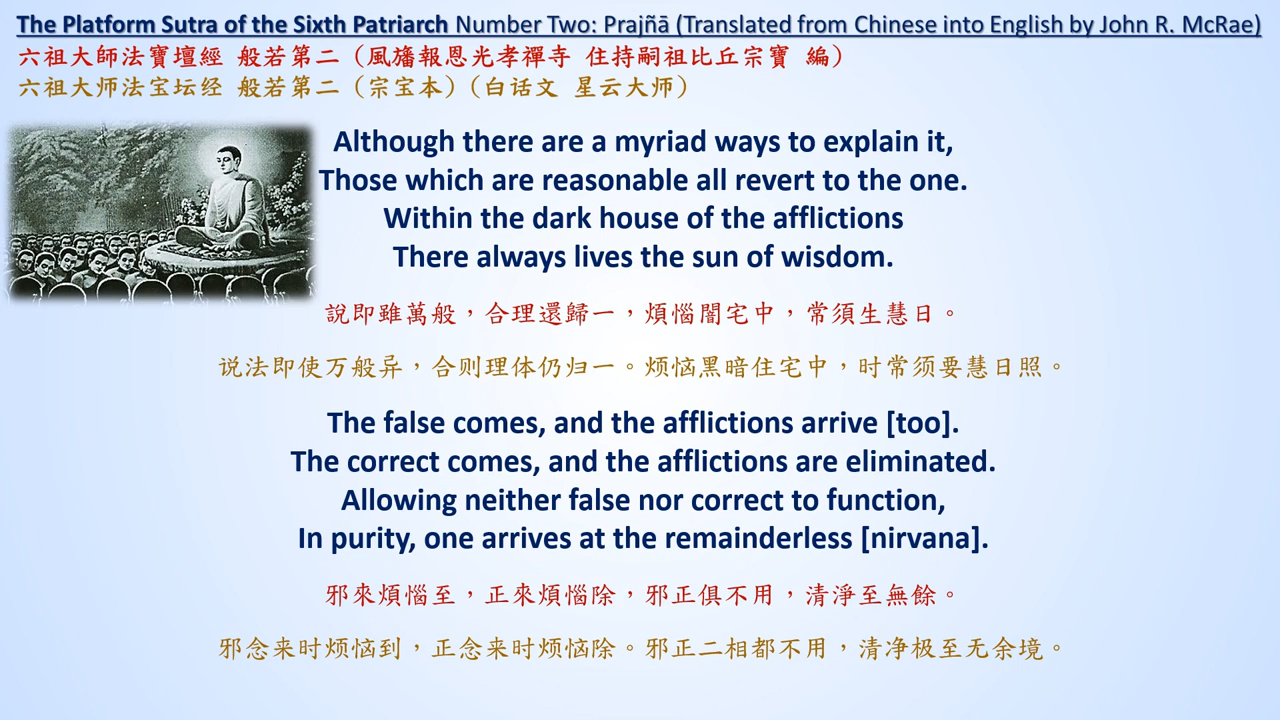 The Platform Sutra of the Sixth Patriarch Number Two: Prajñā (Translated from Chinese into English by John R. McRae)
六祖大師法寶壇經 般若第二（風旛報恩光孝禪寺 住持嗣祖比丘宗寶 編）
六祖大师法宝坛经 般若第二（宗宝本）（白话文 星云大师）
Although there are a myriad ways to explain it,
Those which are reasonable all revert to the one.
Within the dark house of the afflictions
There always lives the sun of wisdom.
說即雖萬般，合理還歸一，煩惱闇宅中，常須生慧日。
说法即使万般异，合则理体仍归一。烦恼黑暗住宅中，时常须要慧日照。
The false comes, and the afflictions arrive [too].
The correct comes, and the afflictions are eliminated.
Allowing neither false nor correct to function,
In purity, one arrives at the remainderless [nirvana].
邪來煩惱至，正來煩惱除，邪正俱不用，清淨至無餘。
邪念来时烦恼到，正念来时烦恼除。邪正二相都不用，清净极至无余境。